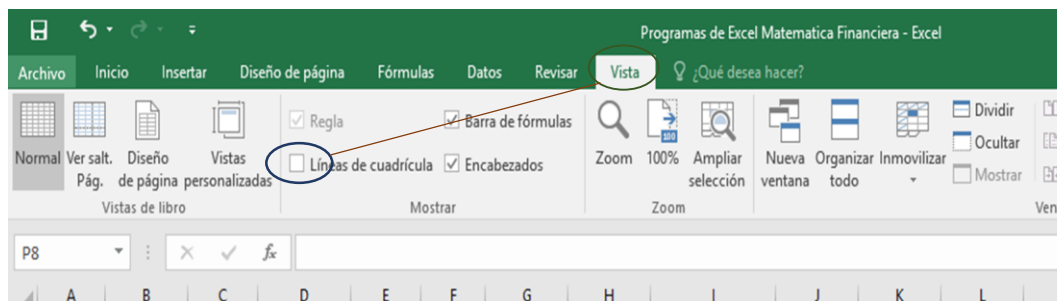 Programas de Excel Matematica Financiera - Excel
Archivo Inicio Insertar Diseño de página Fórmulas Datos Revisar Vista ¿Qué desea hacer?
Regla Barra de fórmulas
Líneas de cuadrícula Encabezados
Normal Ver salt. Pág. Diseño de página Vistas personalizadas
Zoom 100% Ampliar selección
Nueva ventana Organizar todo Inmovilizar
Dividir
Ocultar
Mostrar
Vistas de libro Mostrar Zoom Ven
P8 fx
A B C D E F G H I J K L